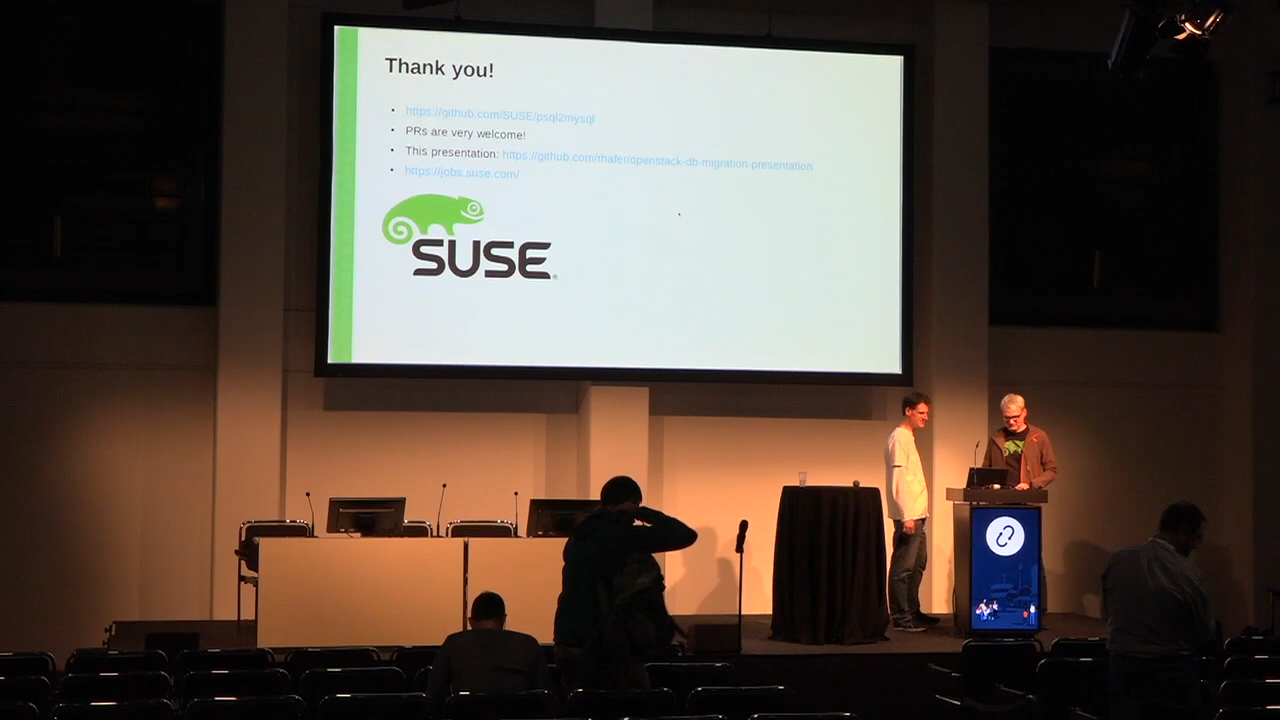 Thank you!
https://github.com/SUSE/psql2mysql
PRs are very welcome!
This presentation: https://github.com/rhafer/openstack-db-migration-presentation
https://jobs.suse.com/
SUSE